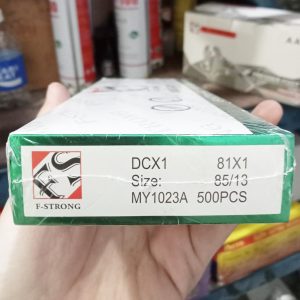 DCX1 81X1
Size: 85/13
MY1023A 500PCS
F-STRONG